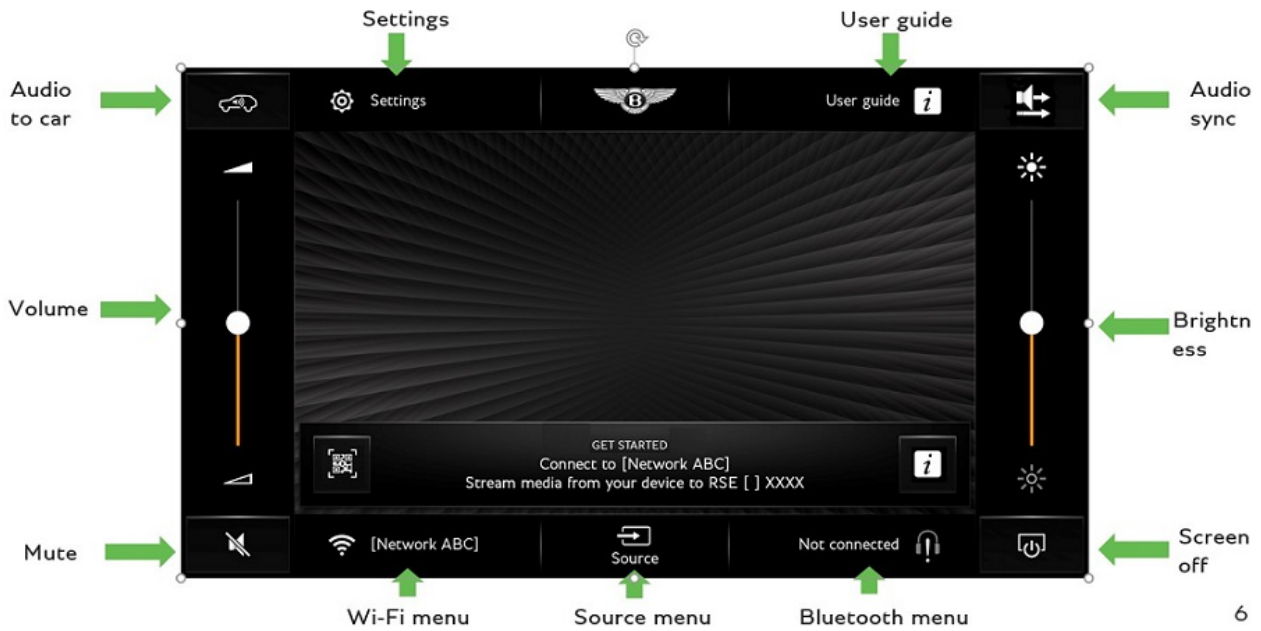 Settings
User guide
Audio
to car
Settings
B
User guide i
Audio
sync
Volume
Brightn
ess
GET STARTED
Connect to [Network ABC]
Stream media from your device to RSE [ ] XXXX
i
Mute
[Network ABC]
Source
Not connected
Screen
off
Wi-Fi menu
Source menu
Bluetooth menu
6